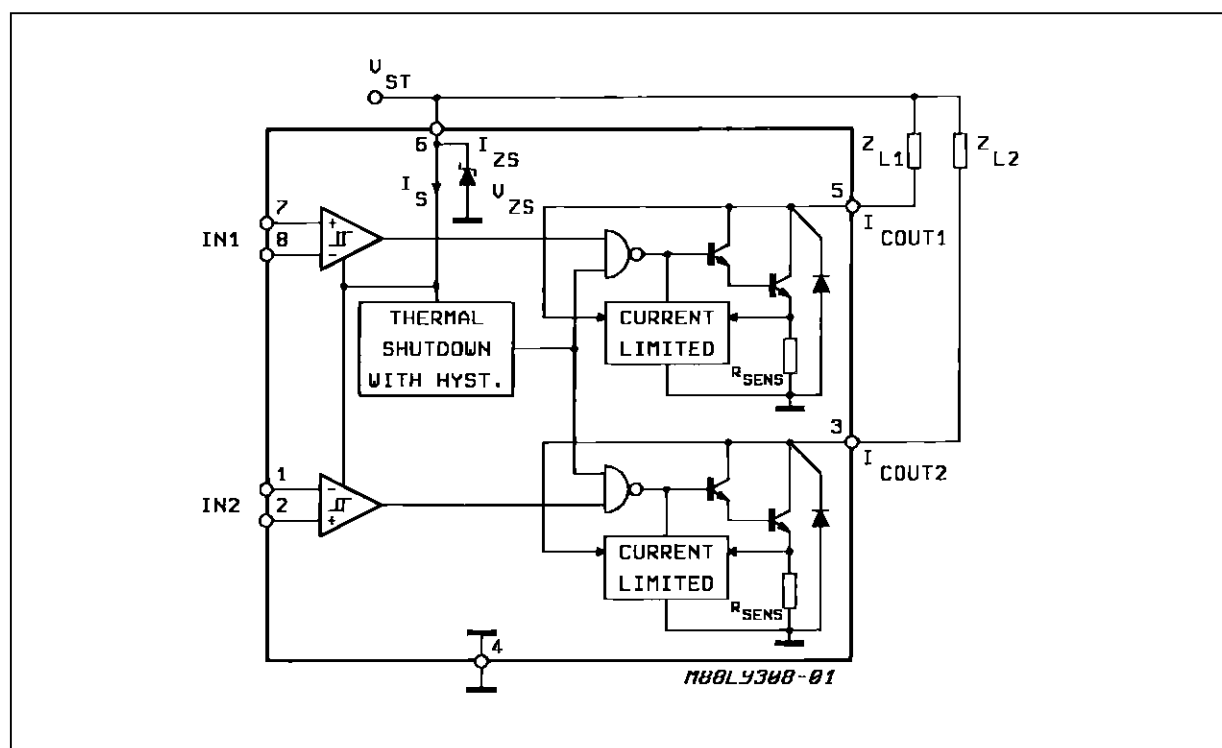 V ST
6
I ZS
I S
V ZS
Z L1
Z L2
5
I COUT1
7
IN1
8
+
-
THERMAL
SHUTDOWN
WITH HYST.
CURRENT
LIMITED
R SENS
3
I COUT2
1
IN2
2
-
+
CURRENT
LIMITED
R SENS
4
M88L9308-01